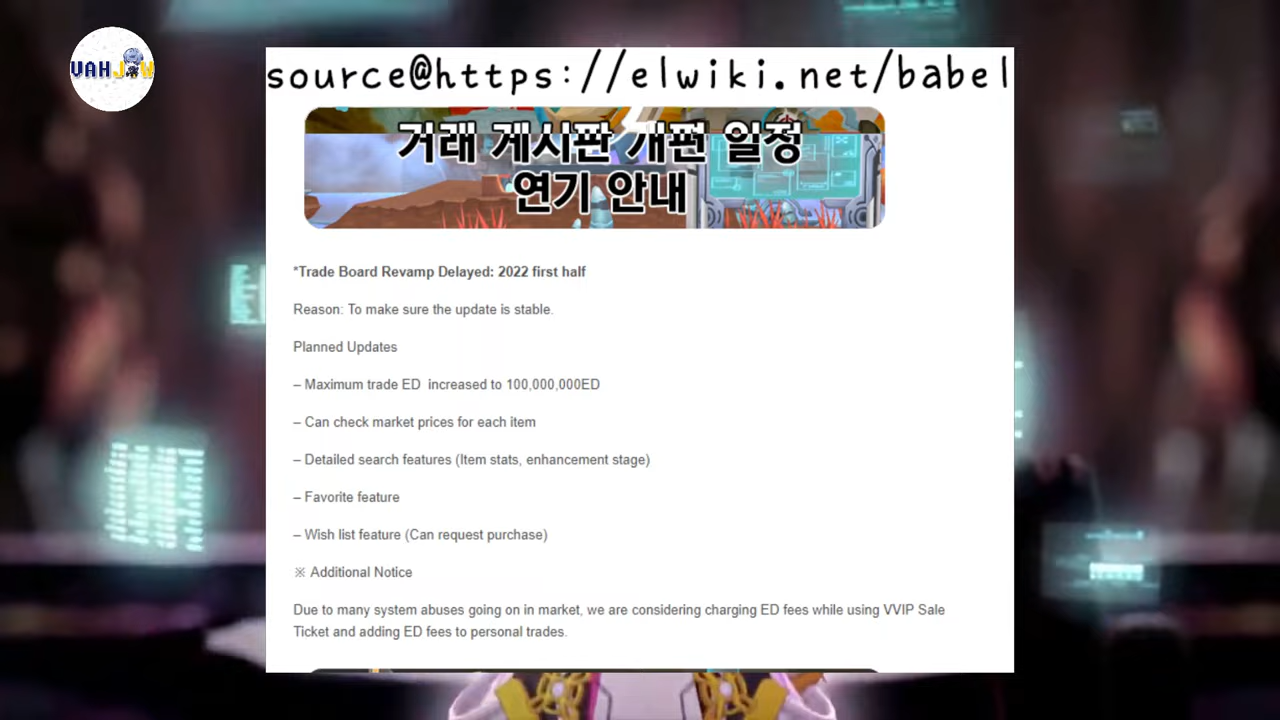 VAHJOW
source@https://elwiki.net/babel
거래 게시판 개편 일정
연기 안내
*Trade Board Revamp Delayed: 2022 first half
Reason: To make sure the update is stable.
Planned Updates
– Maximum trade ED increased to 100,000,000ED
– Can check market prices for each item
– Detailed search features (Item stats, enhancement stage)
– Favorite feature
– Wish list feature (Can request purchase)
※ Additional Notice
Due to many system abuses going on in market, we are considering charging ED fees while using VVIP Sale
Ticket and adding ED fees to personal trades.